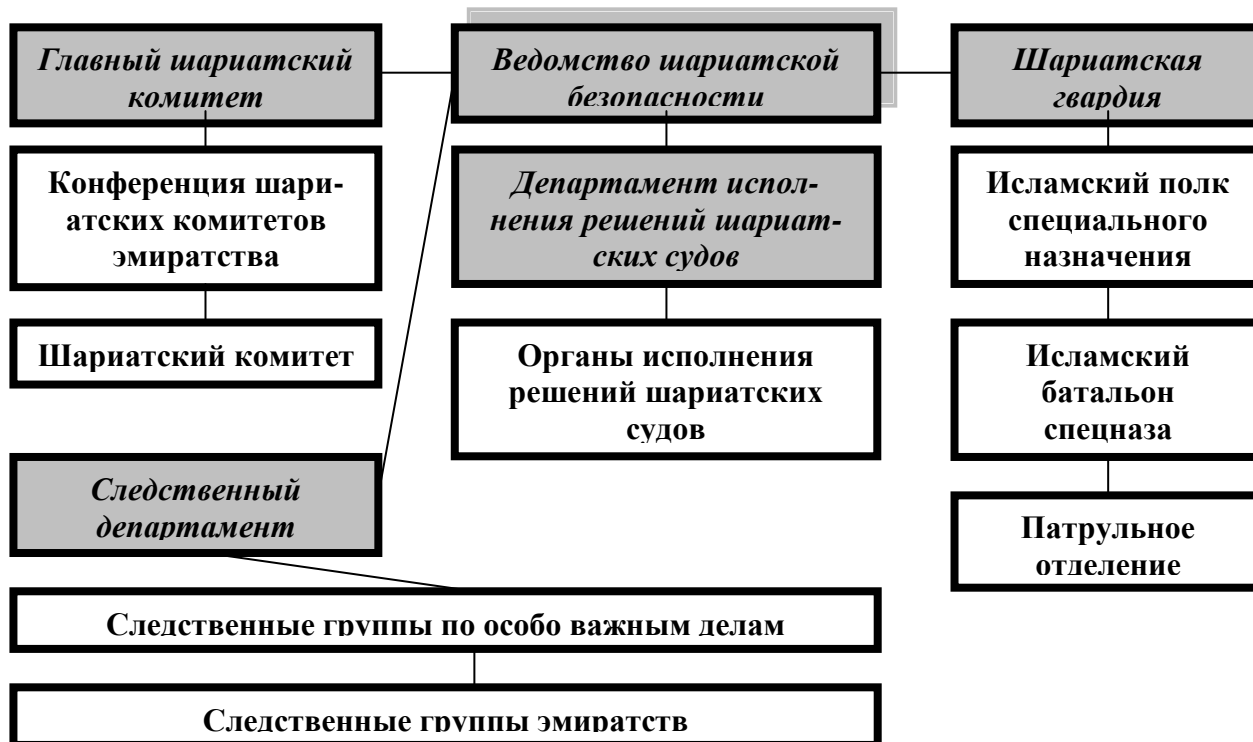 Главный шариатский
комитет
Ведомство шариатской
безопасности
Шариатская
гвардия
Конференция шари-
атских комитетов
эмиратства
Департамент испол-
нения решений шариат-
ских судов
Исламский полк
специального
назначения
Шариатский комитет
Органы исполнения
решений шариатских
судов
Исламский
батальон
спецназа
Следственный
департамент
Патрульное
отделение
Следственные группы по особо важным делам
Следственные группы эмиратств